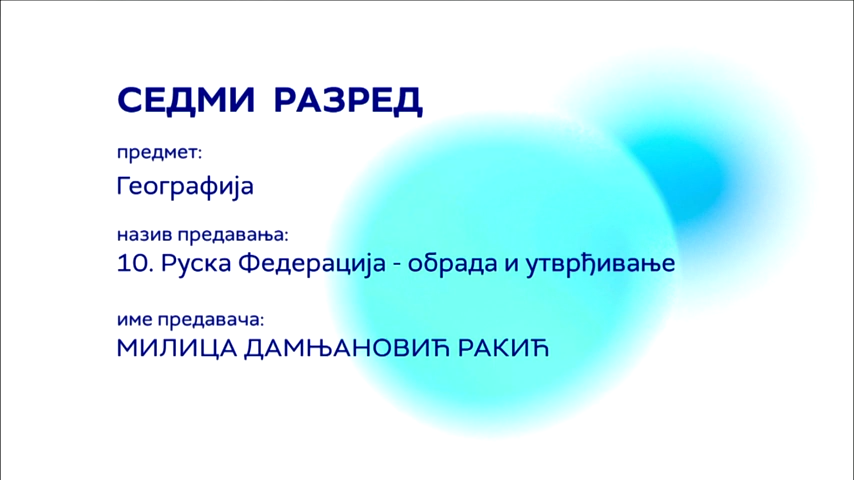 СЕДМИ РАЗРЕД
предмет:
Географија
назив предавања:
10. Руска Федерација - обрада и утврђивање
име предавача:
МИЛИЦА ДАМЊАНОВИЋ РАКИЋ